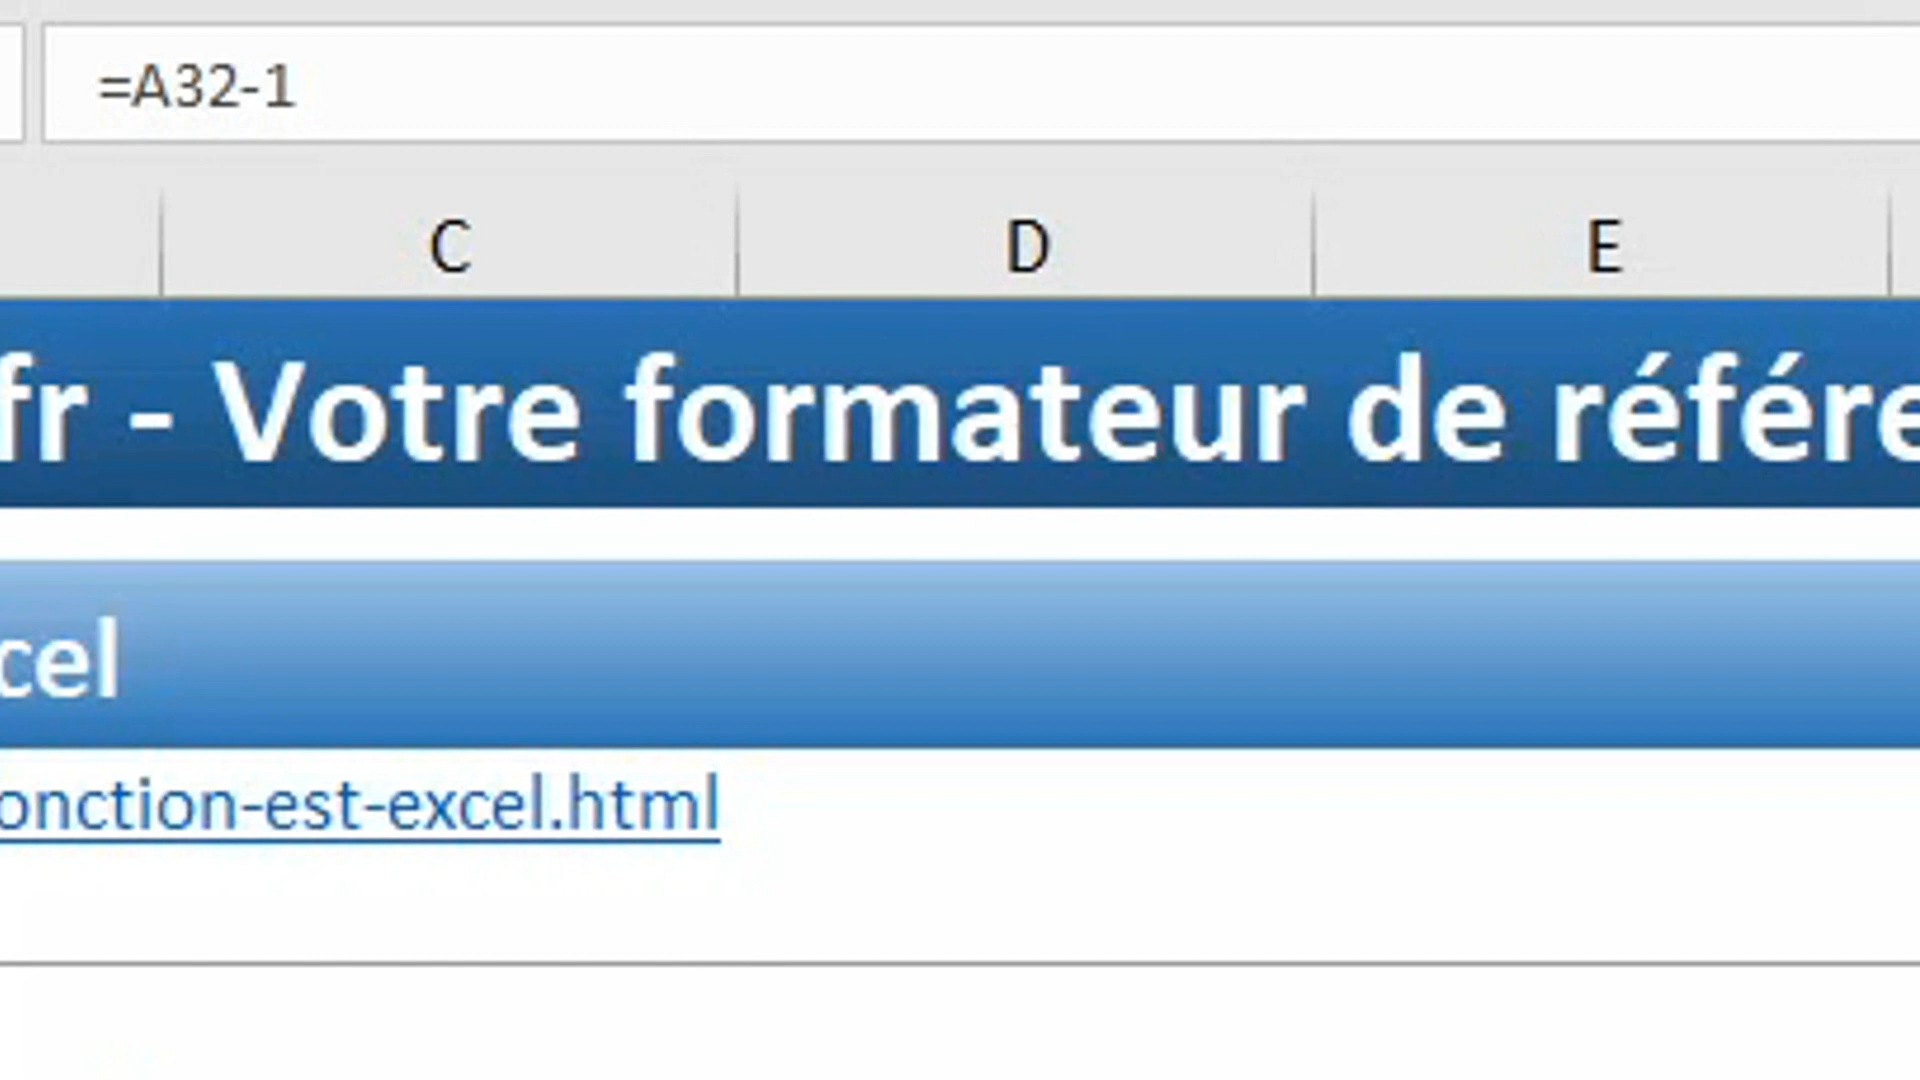 =A32-1
C D E
fr - Votre formateur de référe
cel
onction-est-excel.html